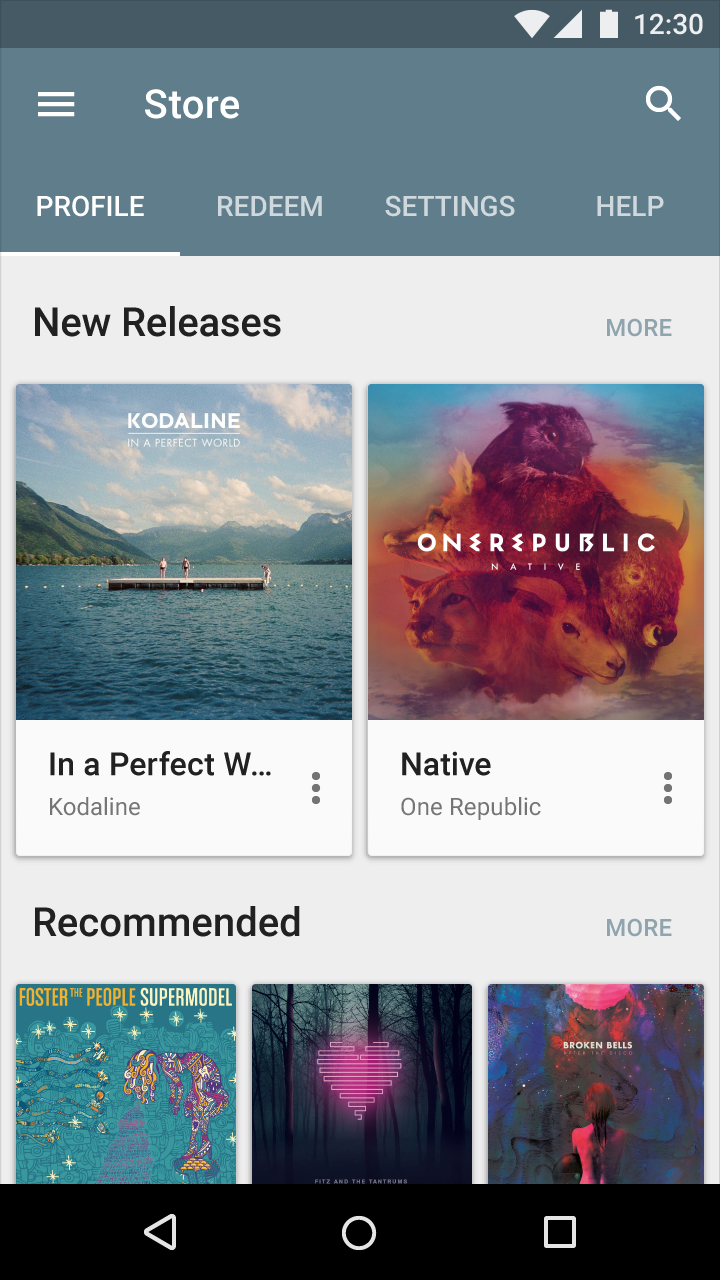 12:30
Store
PROFILE REDEEM SETTINGS HELP
New Releases MORE
KODALINE
IN A PERFECT WORLD
ONEREPUBLIC
NATIVE
In a Perfect W...
Kodaline
Native
One Republic
Recommended MORE
FOSTER THE PEOPLE SUPERMODEL
BROKEN BELLS
AFTER THE DISCO
FITZ AND THE TANTRUMS